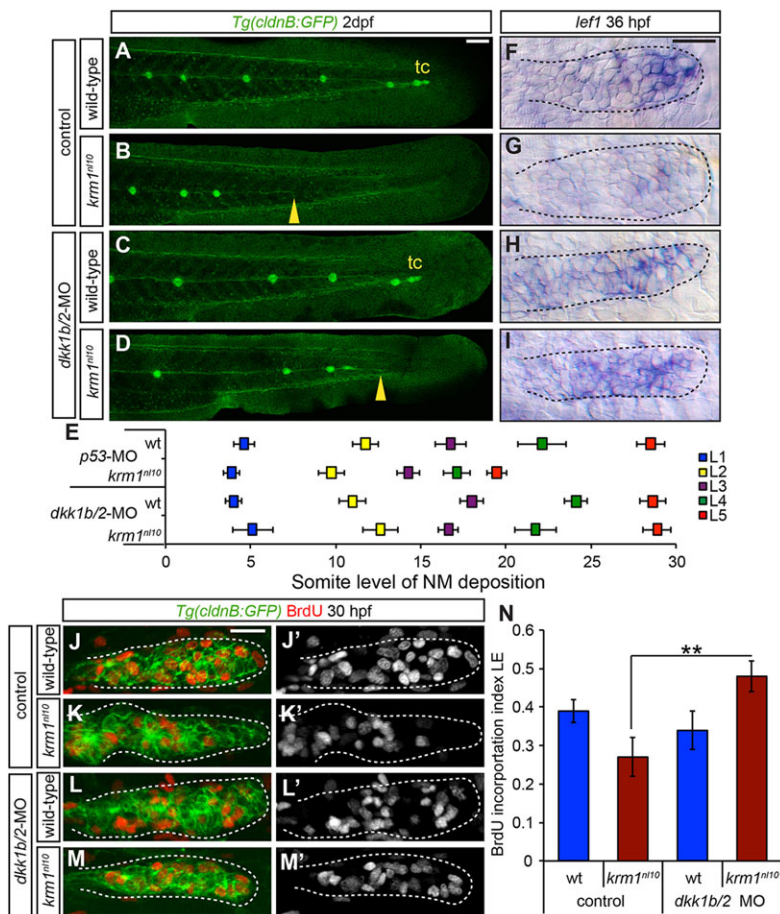 Tg(cldnB:GFP) 2dpf
lef1 36 hpf
control
wild-type
krm1nl10
dkk1b/2-MO
wild-type
krm1nl10
A
tc
B
C
tc
D
F
G
H
I
E
p53-MO
wt
krm1nl10
dkk1b/2-MO
wt
krm1nl10
L1
L2
L3
L4
L5
0 5 10 15 20 25 30
Somite level of NM deposition
Tg(cldnB:GFP) BrdU 30 hpf
control
wild-type
krm1nl10
dkk1b/2-MO
wild-type
krm1nl10
J
J’
K
K’
L
L’
M
M’
N
BrdU incorportation index LE
0.6
0.5
0.4
0.3
0.2
0.1
0
**
wt krm1nl10 wt krm1nl10
control dkk1b/2 MO